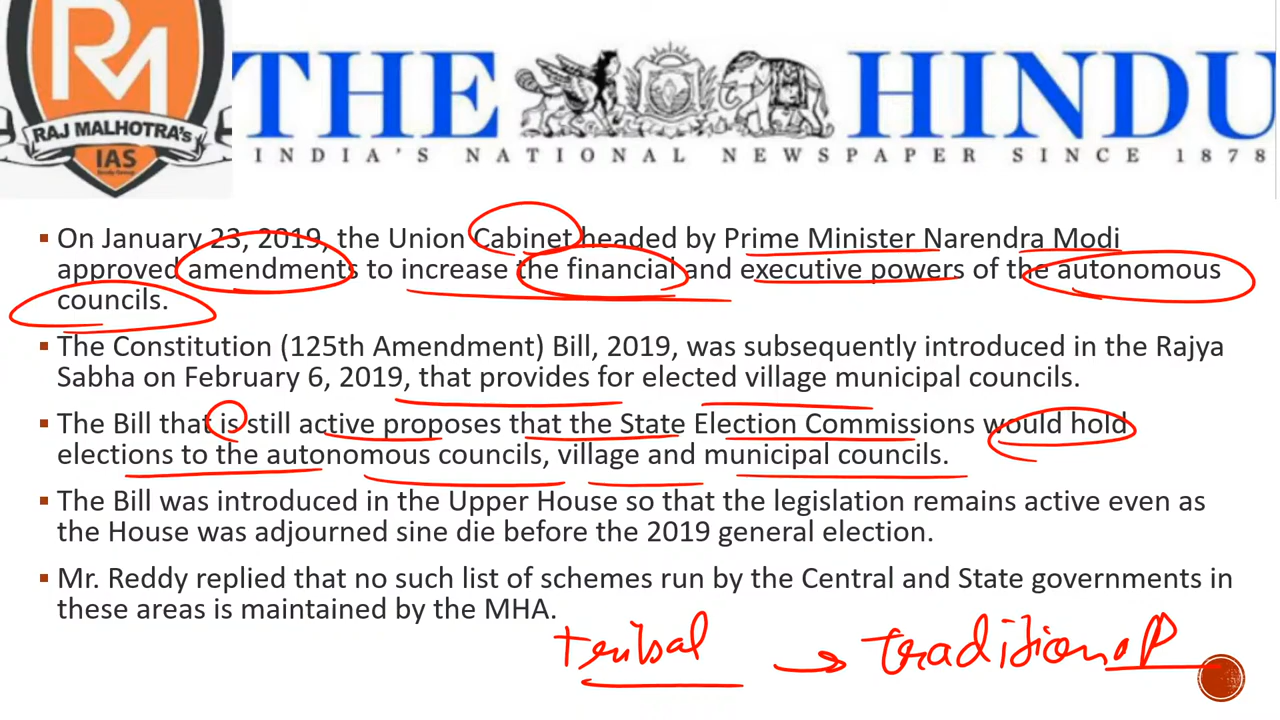 RM
RAJ MALHOTRA's
IAS
THE HINDU
INDIA'S NATIONAL NEWSPAPER SINCE 1878
On January 23, 2019, the Union Cabinet headed by Prime Minister Narendra Modi
approved amendments to increase the financial and executive powers of the autonomous
councils.
The Constitution (125th Amendment) Bill, 2019, was subsequently introduced in the Rajya
Sabha on February 6, 2019, that provides for elected village municipal councils.
The Bill that is still active proposes that the State Election Commissions would hold
elections to the autonomous councils, village and municipal councils.
The Bill was introduced in the Upper House so that the legislation remains active even as
the House was adjourned sine die before the 2019 general election.
Mr. Reddy replied that no such list of schemes run by the Central and State governments in
these areas is maintained by the MHA.
tribal → traditional